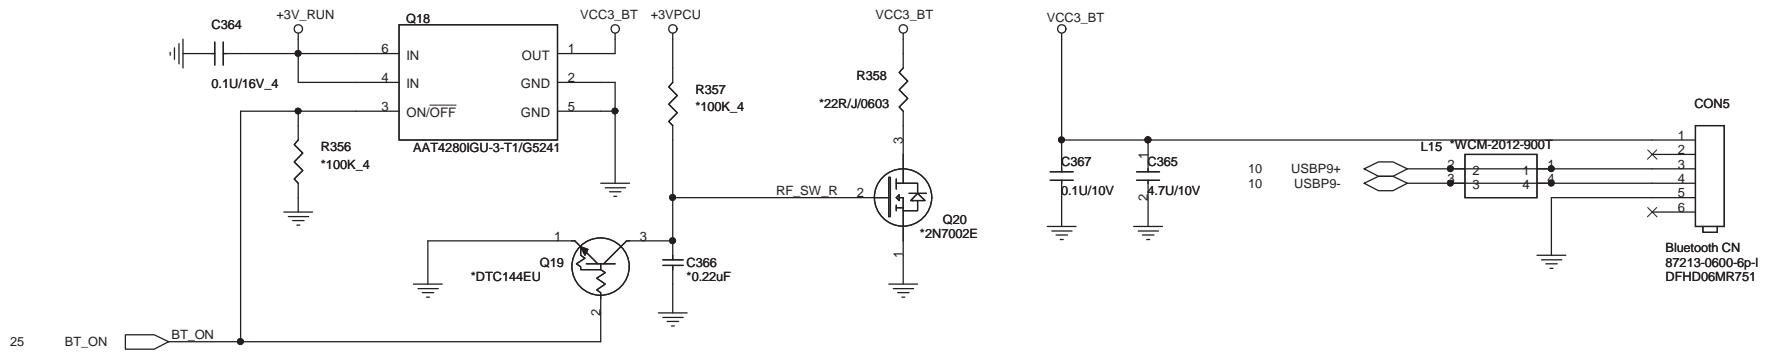 +3V_RUN
C364
0.1U/16V_4
Q18
6 IN
4 IN
3 ON/OFF
OUT 1
GND 2
GND 5
AAT4280IGU-3-T1/G5241
VCC3_BT
+3VPCU
R356
*100K_4
R357
*100K_4
VCC3_BT
R358
*22R/J/0603
3
RF_SW_R 2
Q20
*2N7002E
1
1
3
Q19
*DTC144EU
2
C366
*0.22uF
25 BT_ON BT_ON
VCC3_BT
C367
0.1U/10V
1
C365
4.7U/10V
2
10 USBP9+
10 USBP9-
L15 *WCM-2012-900T
2 2 1 1
3 3 4 4
CON5
1
2
3
4
5
6
Bluetooth CN
87213-0600-6p-l
DFHD06MR751